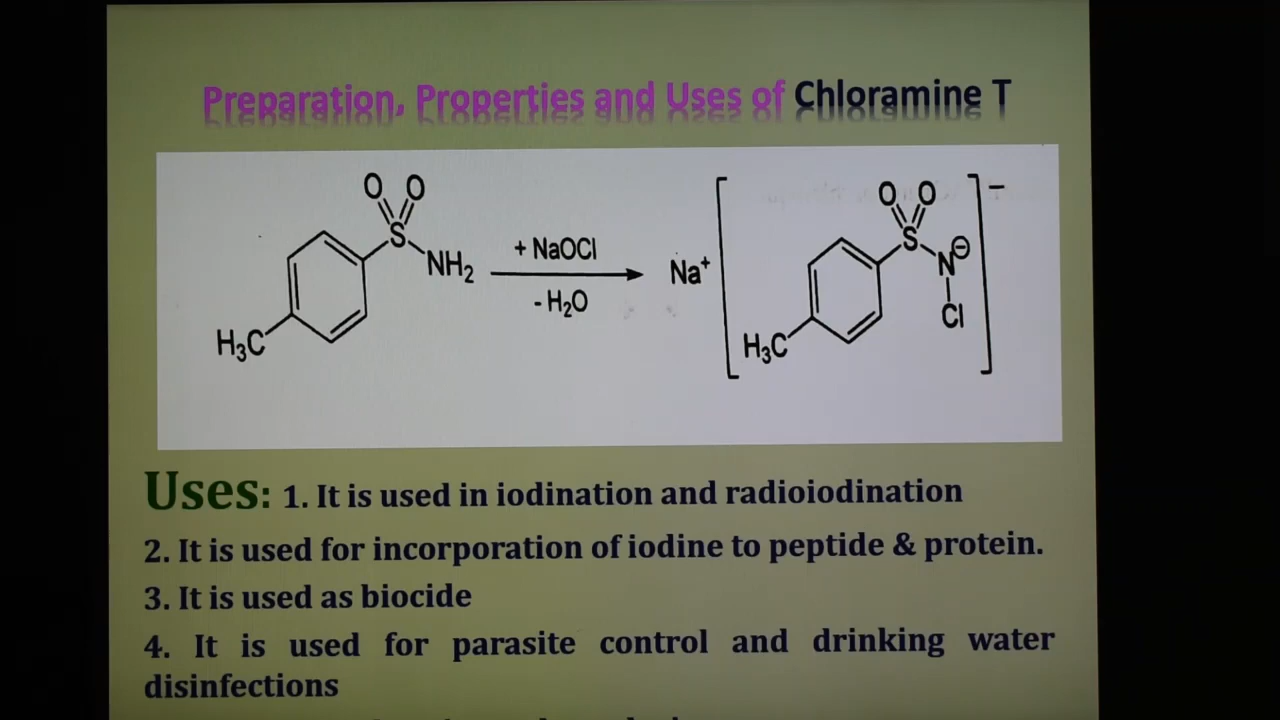 Preparation, Properties and Uses of Chloramine T
O O
S
NH₂
H₃C
+ NaOCl
- H₂O
Na⁺
O O
S
N⊖
Cl
H₃C
−
Uses: 1. It is used in iodination and radioiodination
2. It is used for incorporation of iodine to peptide & protein.
3. It is used as biocide
4. It is used for parasite control and drinking water
disinfections